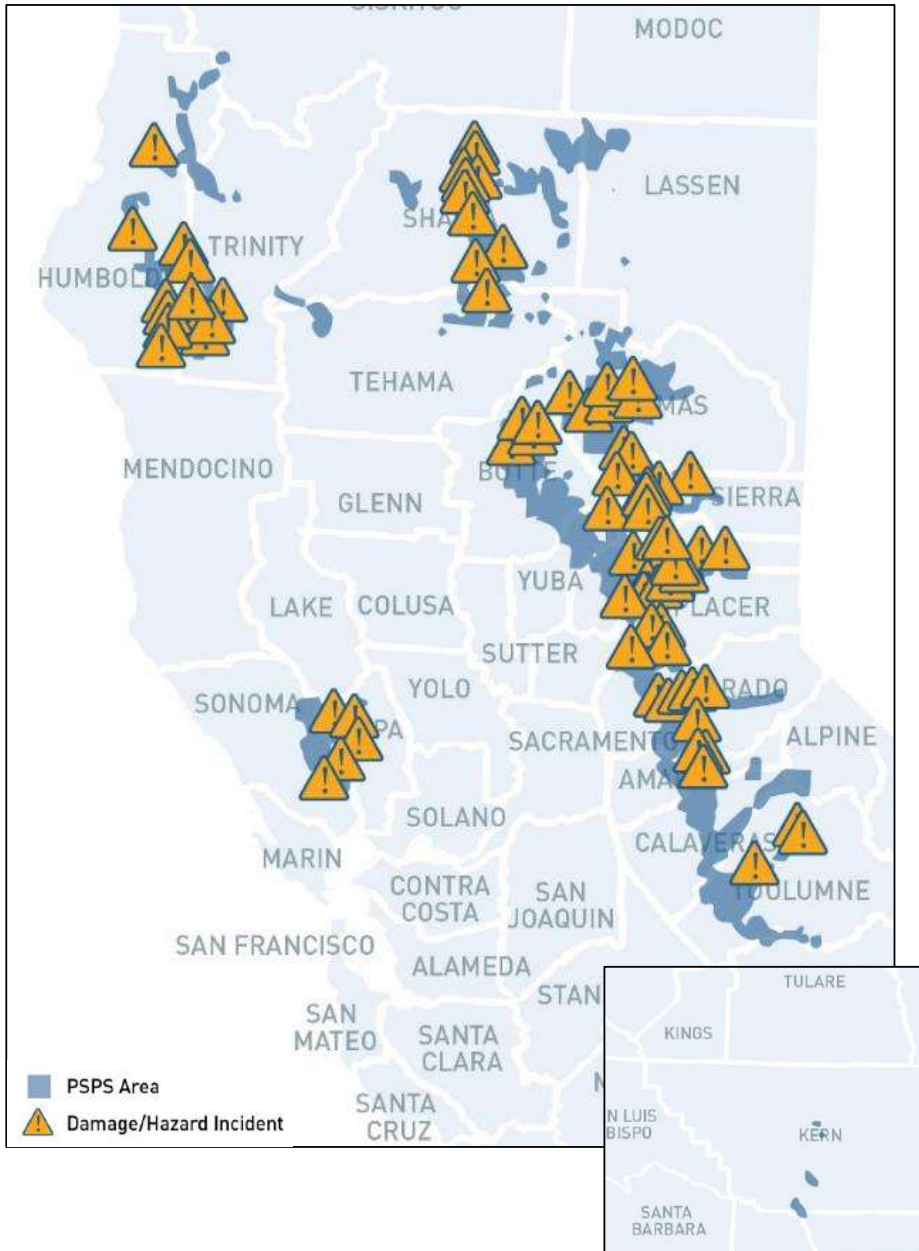 MODOC
LASSEN
SHA
TRINITY
HUMBOLD
TEHAMA
MAS
MENDOCINO
BUTTE
GLENN
SIERRA
YUBA
LAKE
COLUSA
LACER
SUTTER
SONOMA
YOLO
PA
RADO
SACRAMENTO
ALPINE
AMA
SOLANO
CALAVERAS
MARIN
TUOLUMNE
CONTRA
COSTA
SAN
JOAQUIN
SAN FRANCISCO
ALAMEDA
STAN
SAN
MATEO
SANTA
CLARA
SANTA
CRUZ
PSPS Area
Damage/Hazard Incident
TULARE
KINGS
N LUIS
BISPO
KERN
SANTA
BARBARA